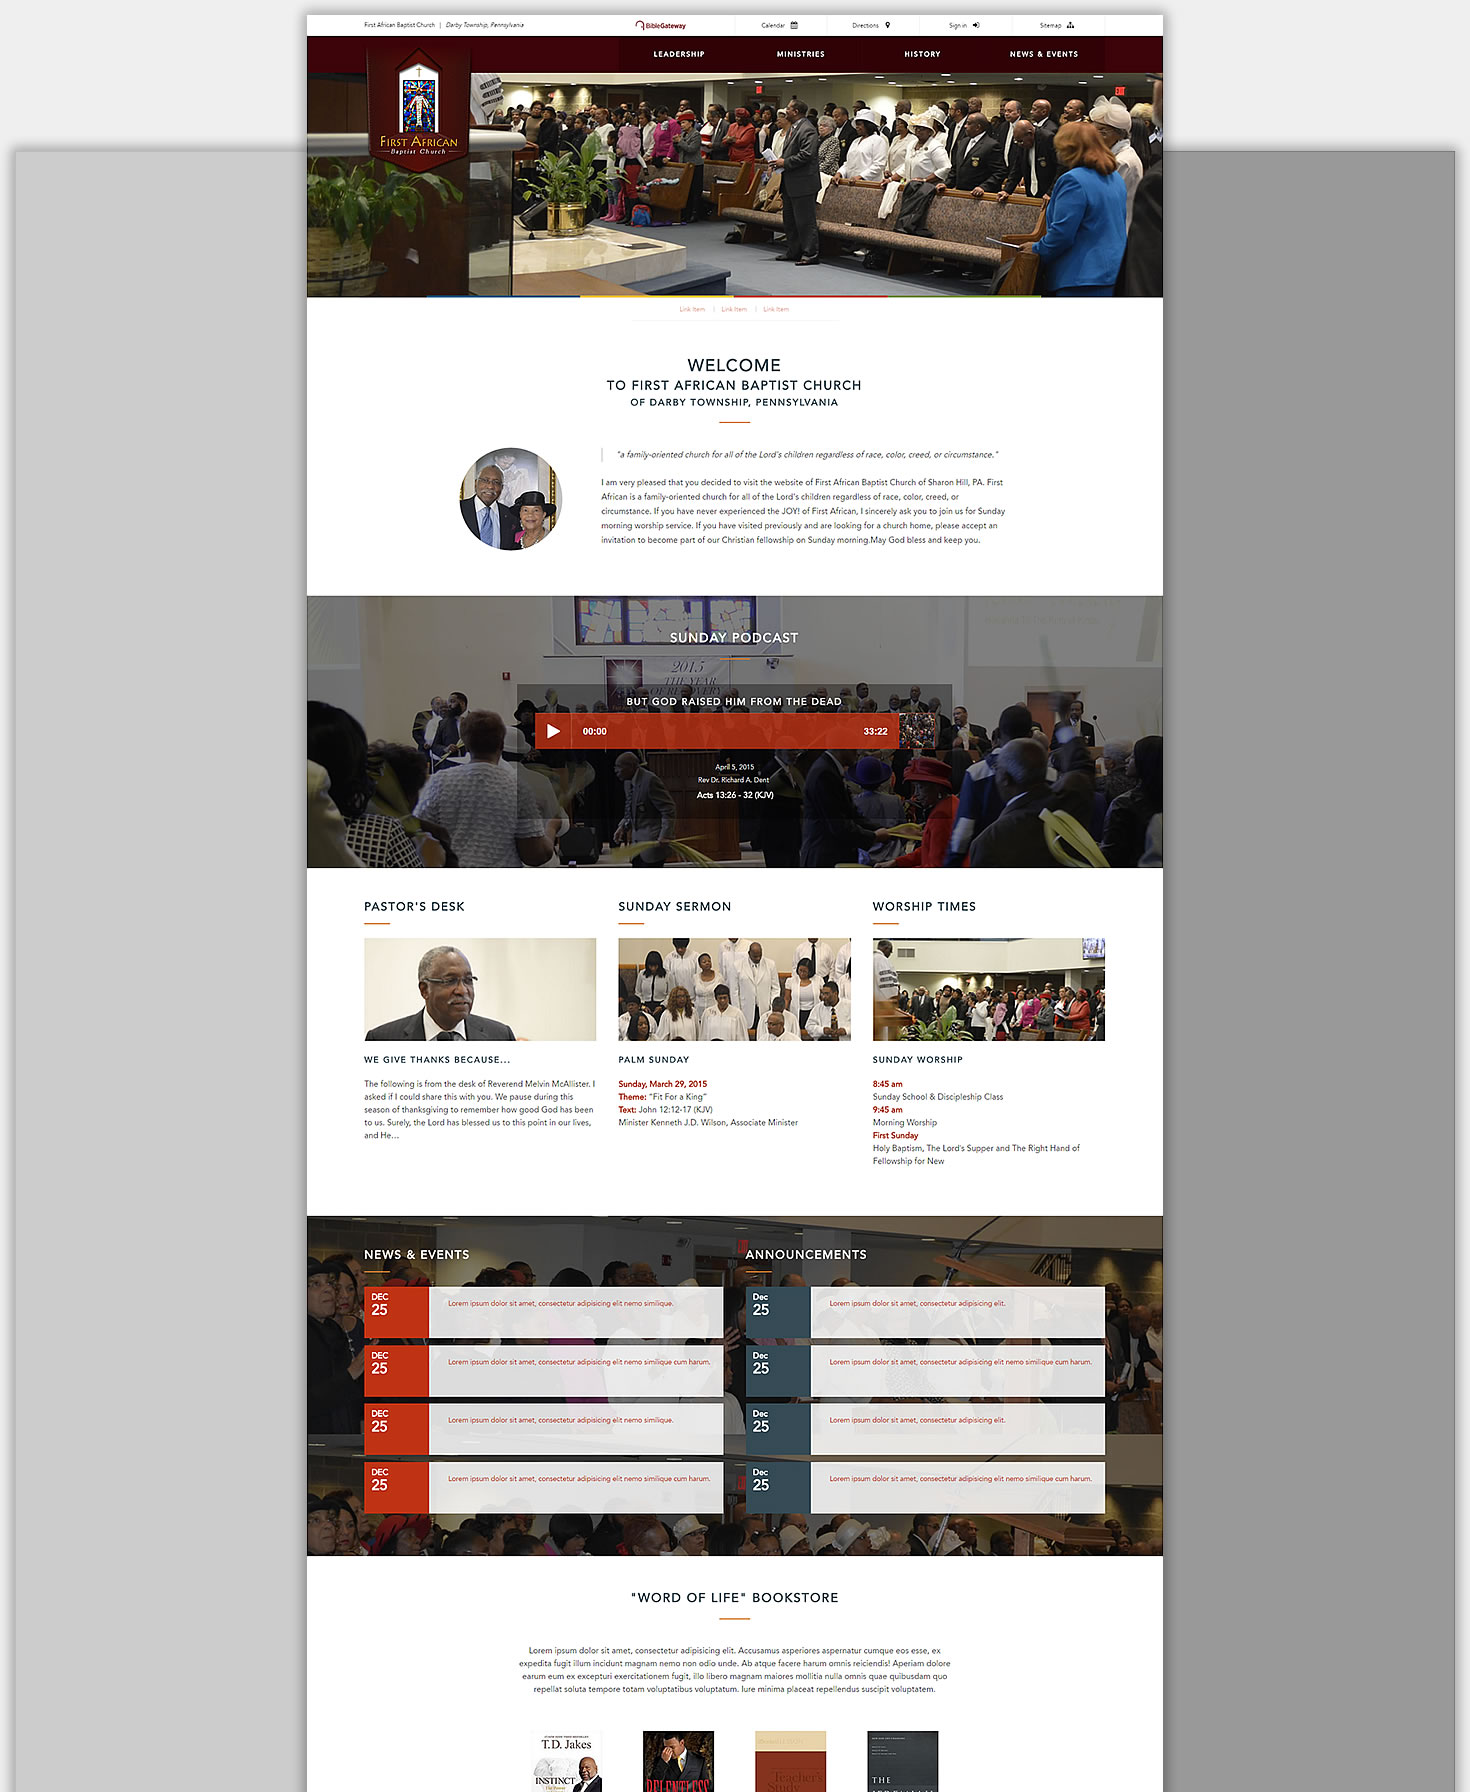 First African Baptist Church | Darby Township, Pennsylvania
BibleGateway
Calendar
Directions
Sign in
Sitemap
LEADERSHIP
MINISTRIES
HISTORY
NEWS & EVENTS
FIRST AFRICAN
Baptist Church
Link Item | Link Item | Link Item
WELCOME
TO FIRST AFRICAN BAPTIST CHURCH
OF DARBY TOWNSHIP, PENNSYLVANIA
"a family-oriented church for all of the Lord's children regardless of race, color, creed, or circumstance."
I am very pleased that you decided to visit the website of First African Baptist Church of Sharon Hill, PA. First
African is a family-oriented church for all of the Lord's children regardless of race, color, creed, or
circumstance. If you have never experienced the JOY! of First African, I sincerely ask you to join us for Sunday
morning worship service. If you have visited previously and are looking for a church home, please accept an
invitation to become part of our Christian fellowship on Sunday morning.May God bless and keep you.
SUNDAY PODCAST
2015
THE YEAR
OF RECOVERY
BUT GOD RAISED HIM FROM THE DEAD
00:00
33:22
April 5, 2015
Rev Dr. Richard A. Dent
Acts 13:26 - 32 (KJV)
PASTOR'S DESK
WE GIVE THANKS BECAUSE...
The following is from the desk of Reverend Melvin McAllister. I
asked if I could share this with you. We pause during this
season of thanksgiving to remember how good God has been
to us. Surely, the Lord has blessed us to this point in our lives,
and He...
SUNDAY SERMON
PALM SUNDAY
Sunday, March 29, 2015
Theme: "Fit For a King"
Text: John 12:12-17 (KJV)
Minister Kenneth J.D. Wilson, Associate Minister
WORSHIP TIMES
SUNDAY WORSHIP
8:45 am
Sunday School & Discipleship Class
9:45 am
Morning Worship
First Sunday
Holy Baptism, The Lord's Supper and The Right Hand of
Fellowship for New
NEWS & EVENTS
DEC
25
Lorem ipsum dolor sit amet, consectetur adipisicing elit nemo similique.
DEC
25
Lorem ipsum dolor sit amet, consectetur adipisicing elit nemo similique cum harum.
DEC
25
Lorem ipsum dolor sit amet, consectetur adipisicing elit nemo similique.
DEC
25
Lorem ipsum dolor sit amet, consectetur adipisicing elit nemo similique cum harum.
ANNOUNCEMENTS
Dec
25
Lorem ipsum dolor sit amet, consectetur adipisicing elit.
Dec
25
Lorem ipsum dolor sit amet, consectetur adipisicing elit nemo similique cum harum.
Dec
25
Lorem ipsum dolor sit amet, consectetur adipisicing elit.
Dec
25
Lorem ipsum dolor sit amet, consectetur adipisicing elit nemo similique cum harum.
"WORD OF LIFE" BOOKSTORE
Lorem ipsum dolor sit amet, consectetur adipisicing elit. Accusamus asperiores aspernatur cumque eos esse, ex
expedita fugit illum incidunt magnam nemo non odio unde. Ab atque facere harum omnis reiciendis! Aperiam dolore
earum eum ex excepturi exercitationem fugit, illo libero magnam maiores mollitia nulla omnis quae quibusdam quo
repellat soluta tempore totam voluptatibus voluptatum. Iure minima placeat repellendus suscipit voluptatem.
T.D. Jakes
INSTINCT
RELENTLESS
Teacher's
Study
THE